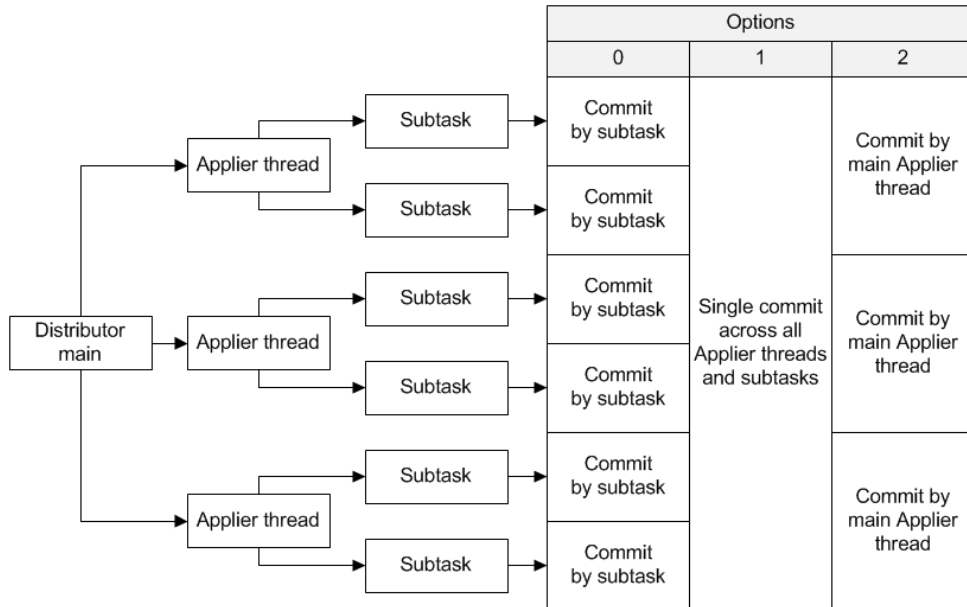 Options
0
1
2
Subtask
Commit
by subtask
Applier thread
Commit by
main Applier
thread
Subtask
Commit
by subtask
Subtask
Commit
by subtask
Distributor
main
Applier thread
Single commit
across all
Applier threads
and subtasks
Commit by
main Applier
thread
Subtask
Commit
by subtask
Subtask
Commit
by subtask
Applier thread
Commit by
main Applier
thread
Subtask
Commit
by subtask